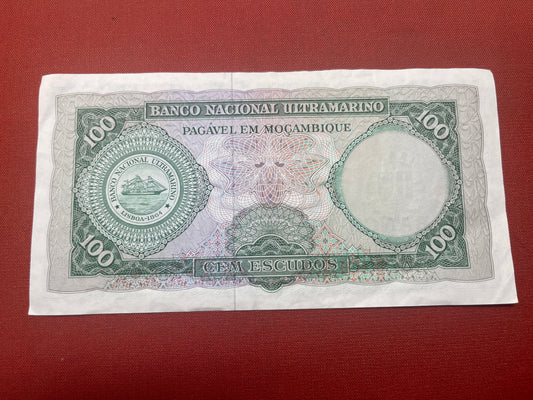 BANCO NACIONAL ULTRAMARINO
PAGÁVEL EM MOÇAMBIQUE
100
100
BANCO NACIONAL ULTRAMARINO
LISBOA-1864
100
100
CEM ESCUDOS